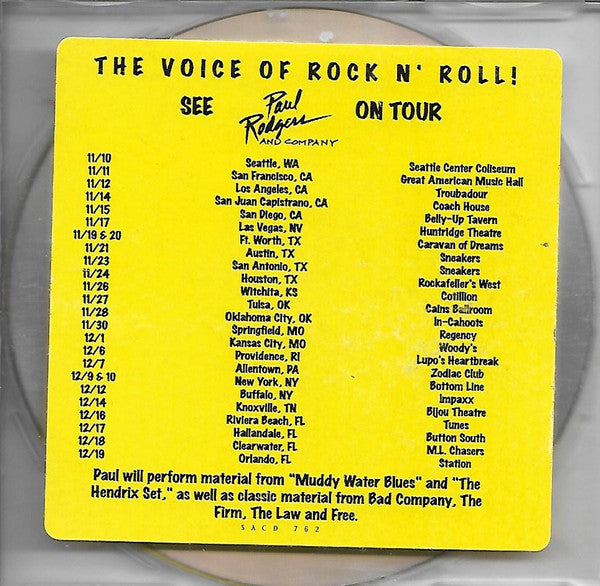 THE VOICE OF ROCK N' ROLL!
SEE Paul Rodgers AND COMPANY ON TOUR
11/10 Seattle, WA Seattle Center Coliseum
11/11 San Francisco, CA Great American Music Hall
11/12 Los Angeles, CA Troubadour
11/14 San Juan Capistrano, CA Coach House
11/15 San Diego, CA Belly-Up Tavern
11/17 Las Vegas, NV Huntridge Theatre
11/19 & 20 Ft. Worth, TX Caravan of Dreams
11/21 Austin, TX Sneakers
11/23 San Antonio, TX Sneakers
11/24 Houston, TX Rockafeller's West
11/26 Witchita, KS Cotillion
11/27 Tulsa, OK Cains Ballroom
11/28 Oklahoma City, OK In-Cahoots
11/30 Springfield, MO Regency
12/1 Kansas City, MO Woody's
12/6 Providence, RI Lupo's Heartbreak
12/7 Allentown, PA Zodiac Club
12/9 & 10 New York, NY Bottom Line
12/12 Buffalo, NY Impaxx
12/14 Knoxville, TN Bijou Theatre
12/16 Riviera Beach, FL Tunes
12/17 Hallandale, FL Button South
12/18 Clearwater, FL M.L. Chasers
12/19 Orlando, FL Station
Paul will perform material from "Muddy Water Blues" and "The
Hendrix Set," as well as classic material from Bad Company, The
Firm, The Law and Free.
SACD 762